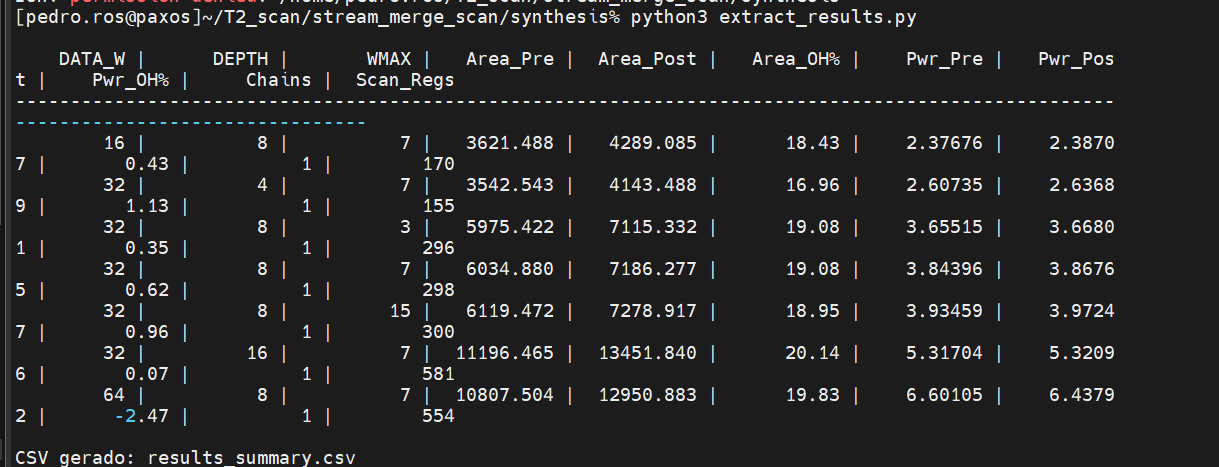 [pedro.ros@paxos]~/T2_scan/stream_merge_scan/synthesis% python3 extract_results.py
DATA_W | DEPTH | WMAX | Area_Pre | Area_Post | Area_OH% | Pwr_Pre | Pwr_Pos
t | Pwr_OH% | Chains | Scan_Regs
----------------------------------------------------------------------------------------------------
--------------------------------
16 | 8 | 7 | 3621.488 | 4289.085 | 18.43 | 2.37676 | 2.3870
7 | 0.43 | 1 | 170
32 | 4 | 7 | 3542.543 | 4143.488 | 16.96 | 2.60735 | 2.6368
9 | 1.13 | 1 | 155
32 | 8 | 3 | 5975.422 | 7115.332 | 19.08 | 3.65515 | 3.6680
1 | 0.35 | 1 | 296
32 | 8 | 7 | 6034.880 | 7186.277 | 19.08 | 3.84396 | 3.8676
5 | 0.62 | 1 | 298
32 | 8 | 15 | 6119.472 | 7278.917 | 18.95 | 3.93459 | 3.9724
7 | 0.96 | 1 | 300
32 | 16 | 7 | 11196.465 | 13451.840 | 20.14 | 5.31704 | 5.3209
6 | 0.07 | 1 | 581
64 | 8 | 7 | 10807.504 | 12950.883 | 19.83 | 6.60105 | 6.4379
2 | -2.47 | 1 | 554
CSV gerado: results_summary.csv